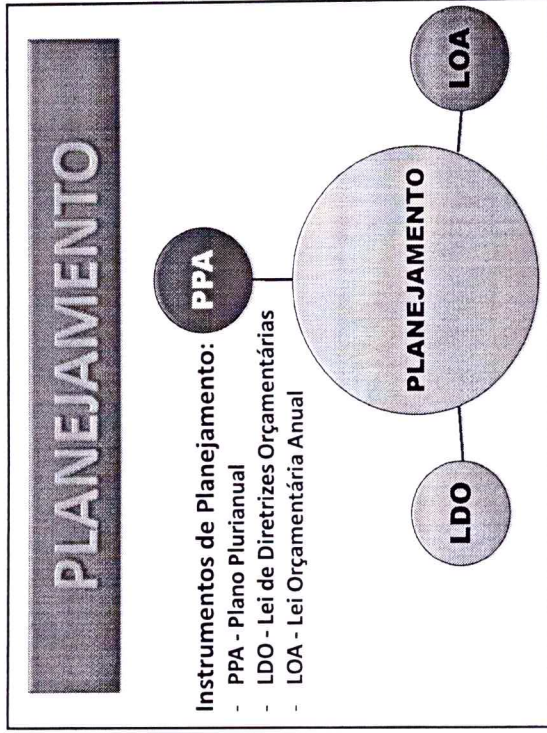 PLANEJAMENTO
Instrumentos de Planejamento:
- PPA - Plano Plurianual
- LDO - Lei de Diretrizes Orçamentárias
- LOA - Lei Orçamentária Anual
PPA
PLANEJAMENTO
LDO
LOA